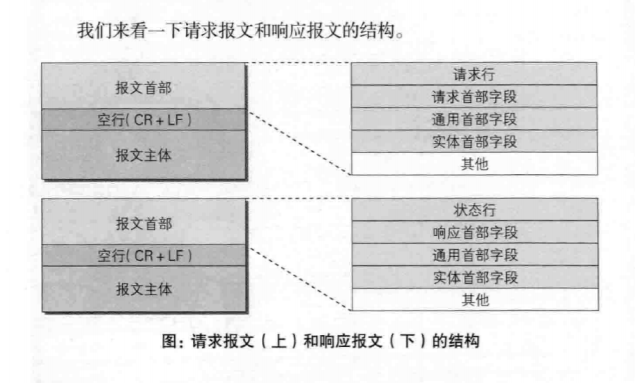 我们来看一下请求报文和响应报文的结构。
报文首部
空行(CR+LF)
报文主体
请求行
请求首部字段
通用首部字段
实体首部字段
其他
报文首部
空行(CR+LF)
报文主体
状态行
响应首部字段
通用首部字段
实体首部字段
其他
图：请求报文（上）和响应报文（下）的结构